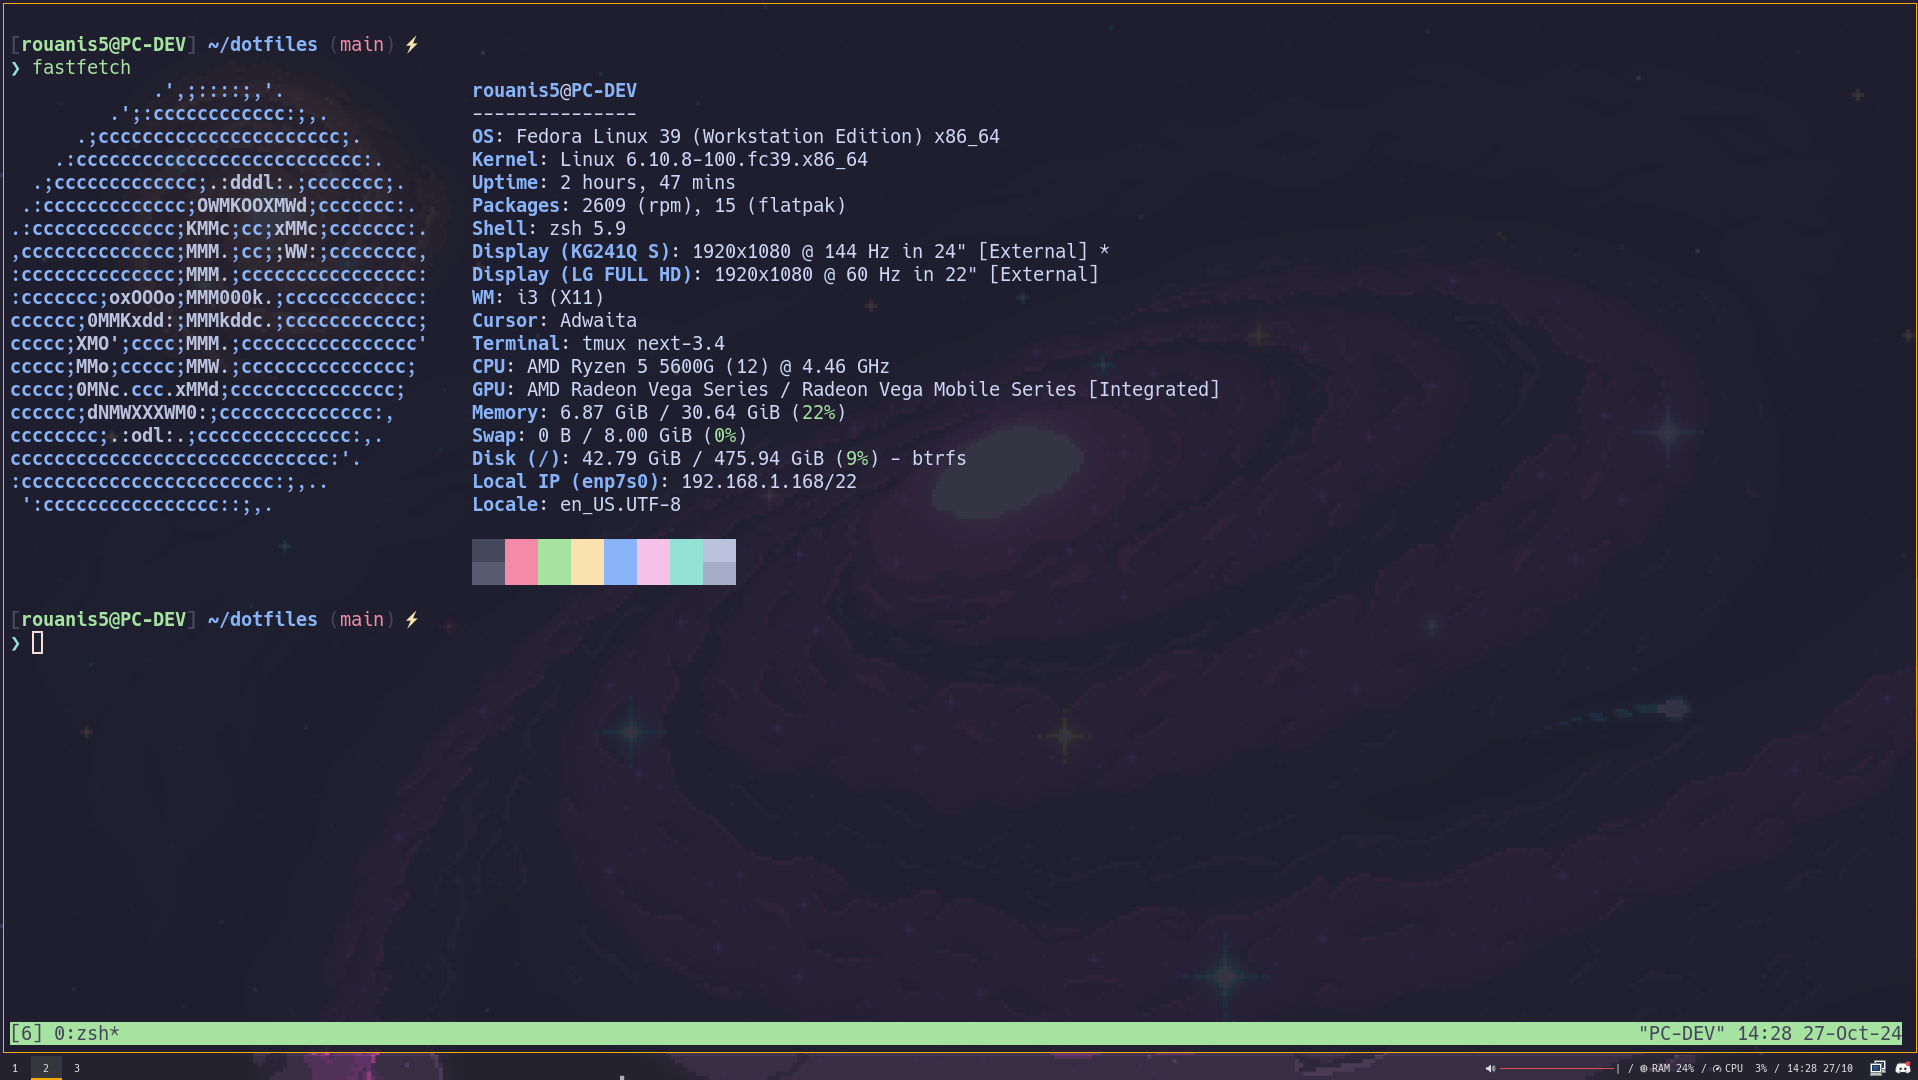 [rouanis5@PC-DEV] ~/dotfiles (main) ⚡
❯ fastfetch
.',;::::;,'.
.';:cccccccccccc:;,.
.;cccccccccccccccccccccc;.
.:cccccccccccccccccccccccccc:.
.;ccccccccccccc;.:dddl:.;ccccccc;.
.:ccccccccccccc;OWMKOOXMWd;ccccccc:.
.:ccccccccccccc;KMMc;cc;xMMc;ccccccc:.
,cccccccccccccc;MMM.;cc;;WW:;cccccccc,
:cccccccccccccc;MMM.;cccccccccccccccc:
:ccccccc;oxOOOo;MMM000k.;cccccccccccc:
cccccc;0MMKxdd:;MMMkddc.;cccccccccccc;
ccccc;XMO';cccc;MMM.;cccccccccccccccc'
ccccc;MMo;ccccc;MMW.;ccccccccccccccc;
ccccc;0MNc.ccc.xMMd;ccccccccccccccc;
cccccc;dNMWXXXWM0:;cccccccccccccc:,
cccccccc;.:odl:.;cccccccccccccc:,.
ccccccccccccccccccccccccccccc:'.
:ccccccccccccccccccccccc:;,..
':cccccccccccccccc::;,.
rouanis5@PC-DEV
---------------
OS: Fedora Linux 39 (Workstation Edition) x86_64
Kernel: Linux 6.10.8-100.fc39.x86_64
Uptime: 2 hours, 47 mins
Packages: 2609 (rpm), 15 (flatpak)
Shell: zsh 5.9
Display (KG241Q S): 1920x1080 @ 144 Hz in 24" [External] *
Display (LG FULL HD): 1920x1080 @ 60 Hz in 22" [External]
WM: i3 (X11)
Cursor: Adwaita
Terminal: tmux next-3.4
CPU: AMD Ryzen 5 5600G (12) @ 4.46 GHz
GPU: AMD Radeon Vega Series / Radeon Vega Mobile Series [Integrated]
Memory: 6.87 GiB / 30.64 GiB (22%)
Swap: 0 B / 8.00 GiB (0%)
Disk (/): 42.79 GiB / 475.94 GiB (9%) - btrfs
Local IP (enp7s0): 192.168.1.168/22
Locale: en_US.UTF-8
[rouanis5@PC-DEV] ~/dotfiles (main) ⚡
❯
[6] 0:zsh* "PC-DEV" 14:28 27-Oct-24
1 2 3 | / RAM 24% / CPU 3% / 14:28 27/10